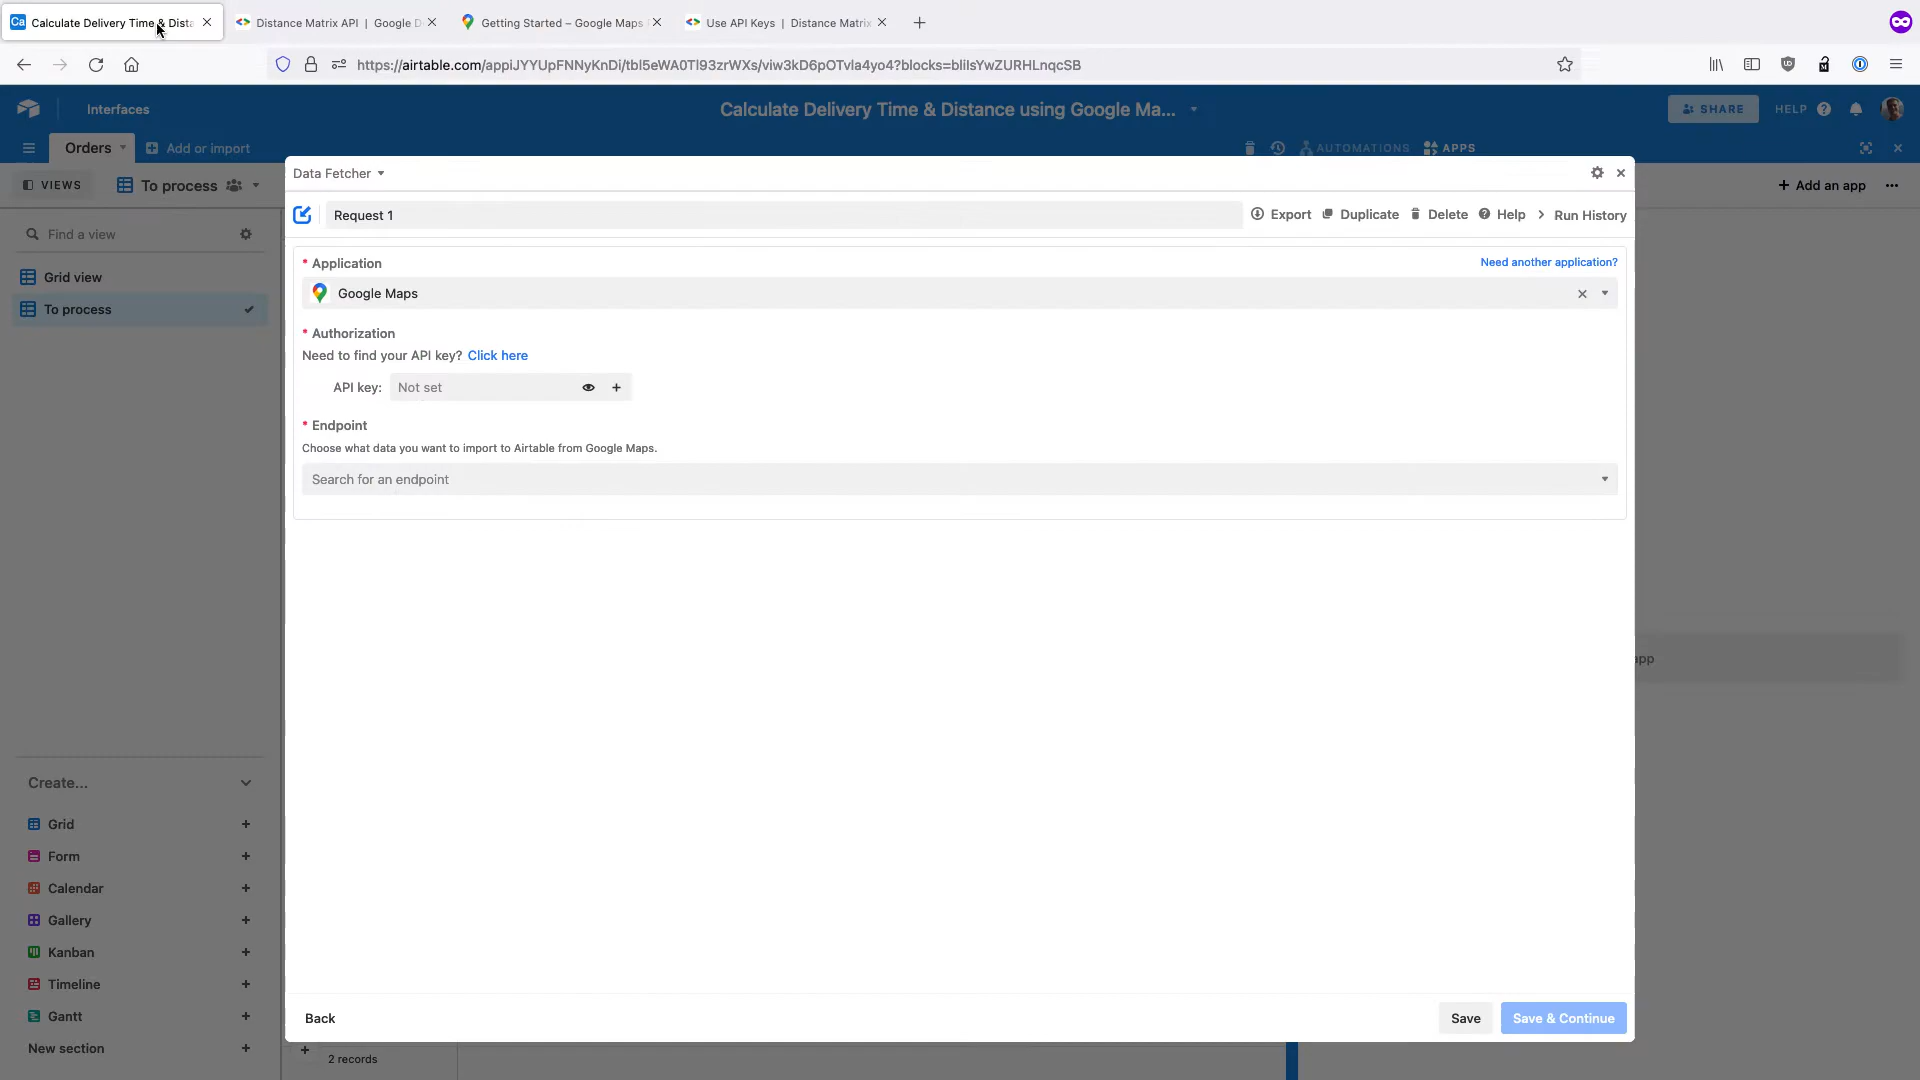 Calculate Delivery Time & Dista
Distance Matrix API | Google D
Getting Started – Google Maps
Use API Keys | Distance Matrix
https://airtable.com/appiJYYUpFNNyKnDi/tbl5eWA0Tl93zrWXs/viw3kD6pOTvla4yo4?blocks=bliIsYwZURHLnqcSB
Interfaces
Calculate Delivery Time & Distance using Google Ma...
SHARE
HELP
Orders
Add or import
AUTOMATIONS
APPS
VIEWS
To process
Add an app
Data Fetcher
Request 1
Export
Duplicate
Delete
Help
Run History
Find a view
Grid view
To process
* Application
Need another application?
Google Maps
* Authorization
Need to find your API key? Click here
API key:
Not set
* Endpoint
Choose what data you want to import to Airtable from Google Maps.
Search for an endpoint
app
Create...
Grid
Form
Calendar
Gallery
Kanban
Timeline
Gantt
New section
Back
Save
Save & Continue
2 records